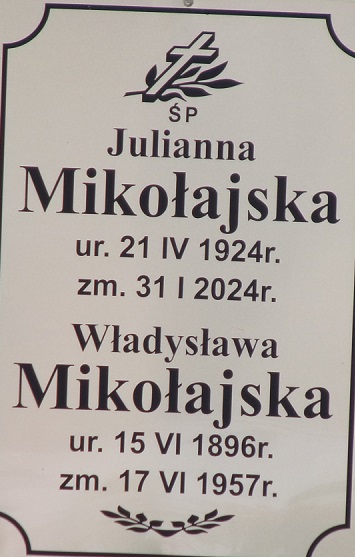 ŚP
Julianna
Mikołajska
ur. 21 IV 1924r.
zm. 31 I 2024r.
Władysława
Mikołajska
ur. 15 VI 1896r.
zm. 17 VI 1957r.